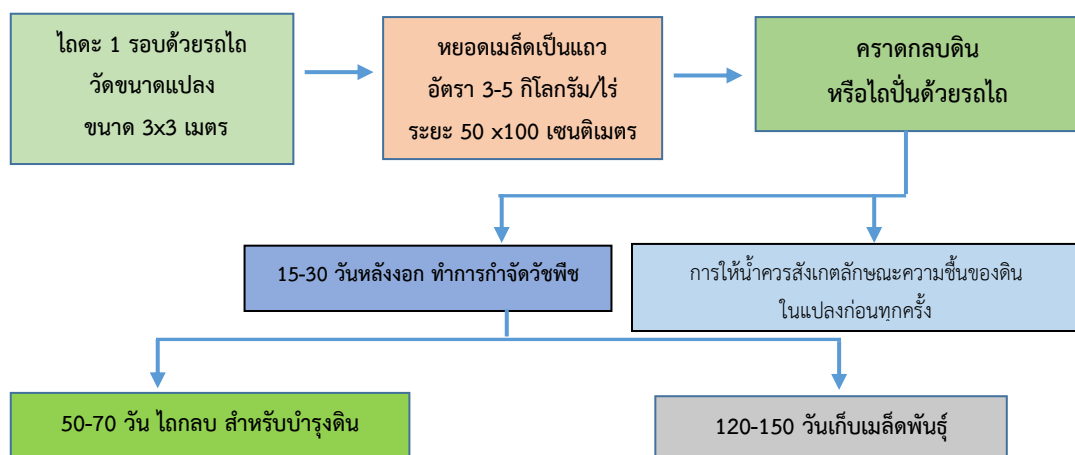 ไถดะ 1 รอบด้วยรถไถ
วัดขนาดแปลง
ขนาด 3x3 เมตร
หยอดเมล็ดเป็นแถว
อัตรา 3-5 กิโลกรัม/ไร่
ระยะ 50 x100 เซนติเมตร
คราดกลบดิน
หรือไถปั่นด้วยรถไถ
15-30 วันหลังงอก ทำการกำจัดวัชพืช
การให้น้ำควรสังเกตลักษณะความชื้นของดิน
ในแปลงก่อนทุกครั้ง
50-70 วัน ไถกลบ สำหรับบำรุงดิน
120-150 วันเก็บเมล็ดพันธุ์